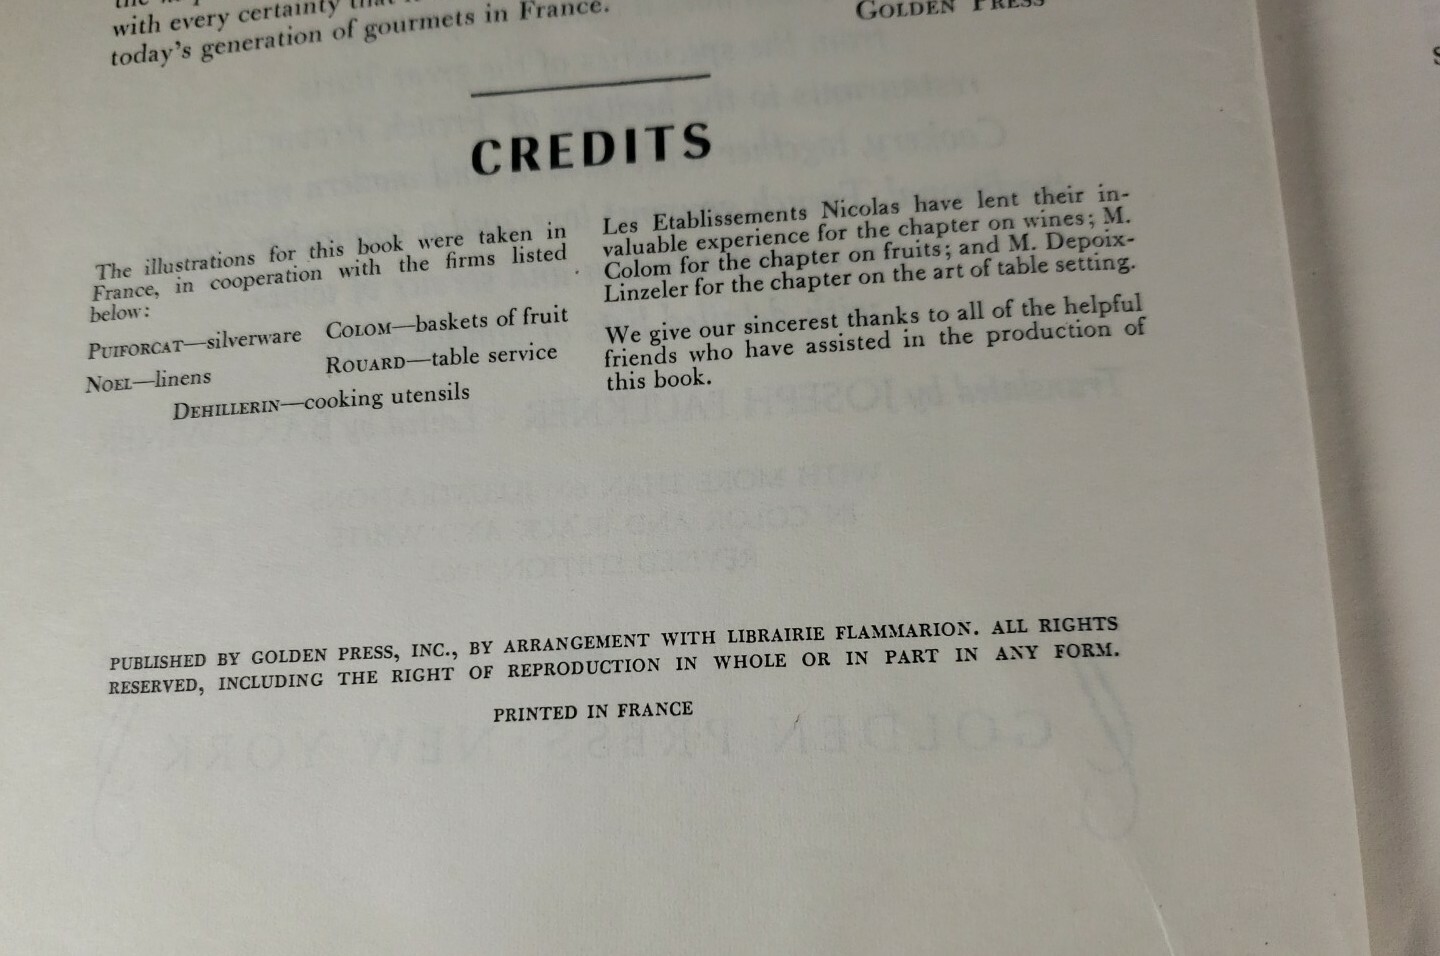 with every certainty that
today's generation of gourmets in France.
GOLDEN PRESS
CREDITS
The illustrations for this book were taken in
France, in cooperation with the firms listed
below:
PUIFORCAT—silverware COLOM—baskets of fruit
NOEL—linens ROUARD—table service
DEHILLERIN—cooking utensils
Les Etablissements Nicolas have lent their in-
valuable experience for the chapter on wines; M.
Colom for the chapter on fruits; and M. Depoix-
Linzeler for the chapter on the art of table setting.
We give our sincerest thanks to all of the helpful
friends who have assisted in the production of
this book.
PUBLISHED BY GOLDEN PRESS, INC., BY ARRANGEMENT WITH LIBRAIRIE FLAMMARION. ALL RIGHTS
RESERVED, INCLUDING THE RIGHT OF REPRODUCTION IN WHOLE OR IN PART IN ANY FORM.
PRINTED IN FRANCE